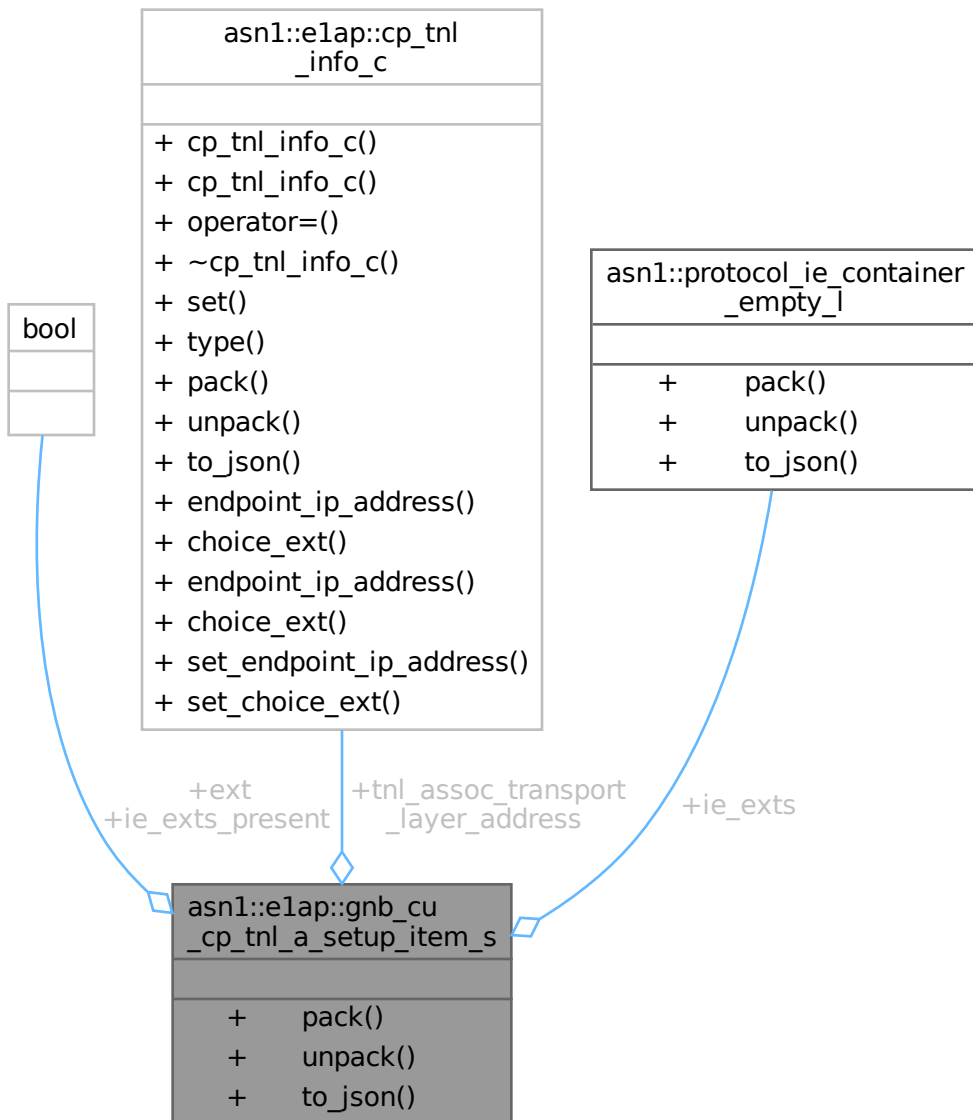 asn1::e1ap::cp_tnl
_info_c
+ cp_tnl_info_c()
+ cp_tnl_info_c()
+ operator=()
+ ~cp_tnl_info_c()
+ set()
+ type()
+ pack()
+ unpack()
+ to_json()
+ endpoint_ip_address()
+ choice_ext()
+ endpoint_ip_address()
+ choice_ext()
+ set_endpoint_ip_address()
+ set_choice_ext()
bool
asn1::protocol_ie_container
_empty_l
+ pack()
+ unpack()
+ to_json()
+ext
+ie_exts_present
+tnl_assoc_transport
_layer_address
+ie_exts
asn1::e1ap::gnb_cu
_cp_tnl_a_setup_item_s
+ pack()
+ unpack()
+ to_json()